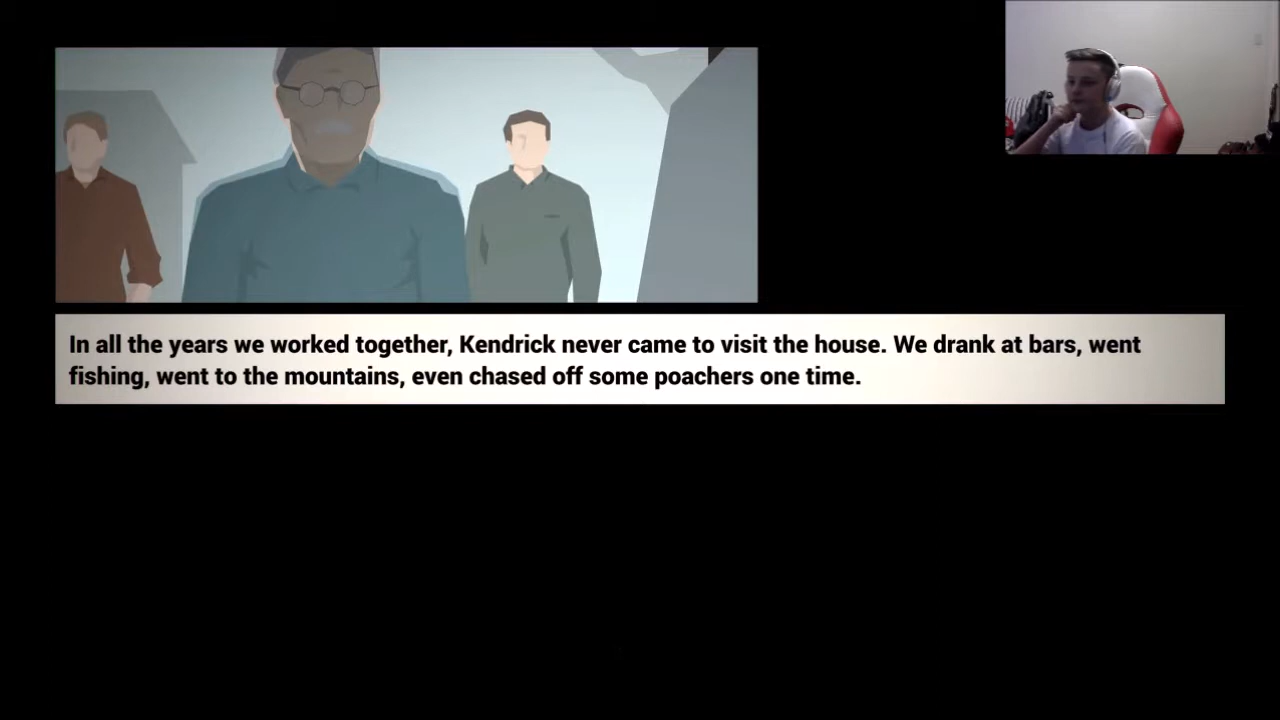 In all the years we worked together, Kendrick never came to visit the house. We drank at bars, went
fishing, went to the mountains, even chased off some poachers one time.